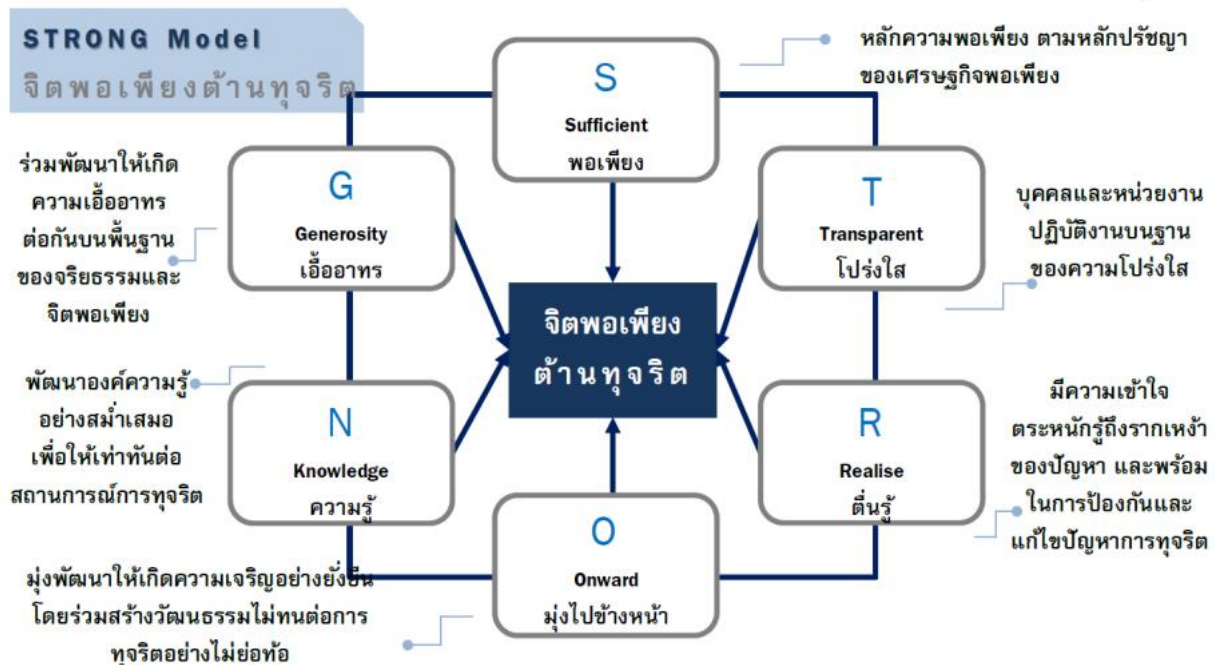 STRONG Model
จิตพอเพียงต้านทุจริต
S
Sufficient
พอเพียง
หลักความพอเพียง ตามหลักปรัชญา
ของเศรษฐกิจพอเพียง
T
Transparent
โปร่งใส
บุคคลและหน่วยงาน
ปฏิบัติงานบนฐาน
ของความโปร่งใส
R
Realise
ตื่นรู้
มีความเข้าใจ
ตระหนักรู้ถึงรากเหง้า
ของปัญหา และพร้อม
ในการป้องกันและ
แก้ไขปัญหาการทุจริต
O
Onward
มุ่งไปข้างหน้า
มุ่งพัฒนาให้เกิดความเจริญอย่างยั่งยืน
โดยร่วมสร้างวัฒนธรรมไม่ทนต่อการ
ทุจริตอย่างไม่ย่อท้อ
N
Knowledge
ความรู้
พัฒนาองค์ความรู้
อย่างสม่ำเสมอ
เพื่อให้เท่าทันต่อ
สถานการณ์การทุจริต
G
Generosity
เอื้ออาทร
ร่วมพัฒนาให้เกิด
ความเอื้ออาทร
ต่อกันบนพื้นฐาน
ของจริยธรรมและ
จิตพอเพียง
จิตพอเพียง
ต้านทุจริต